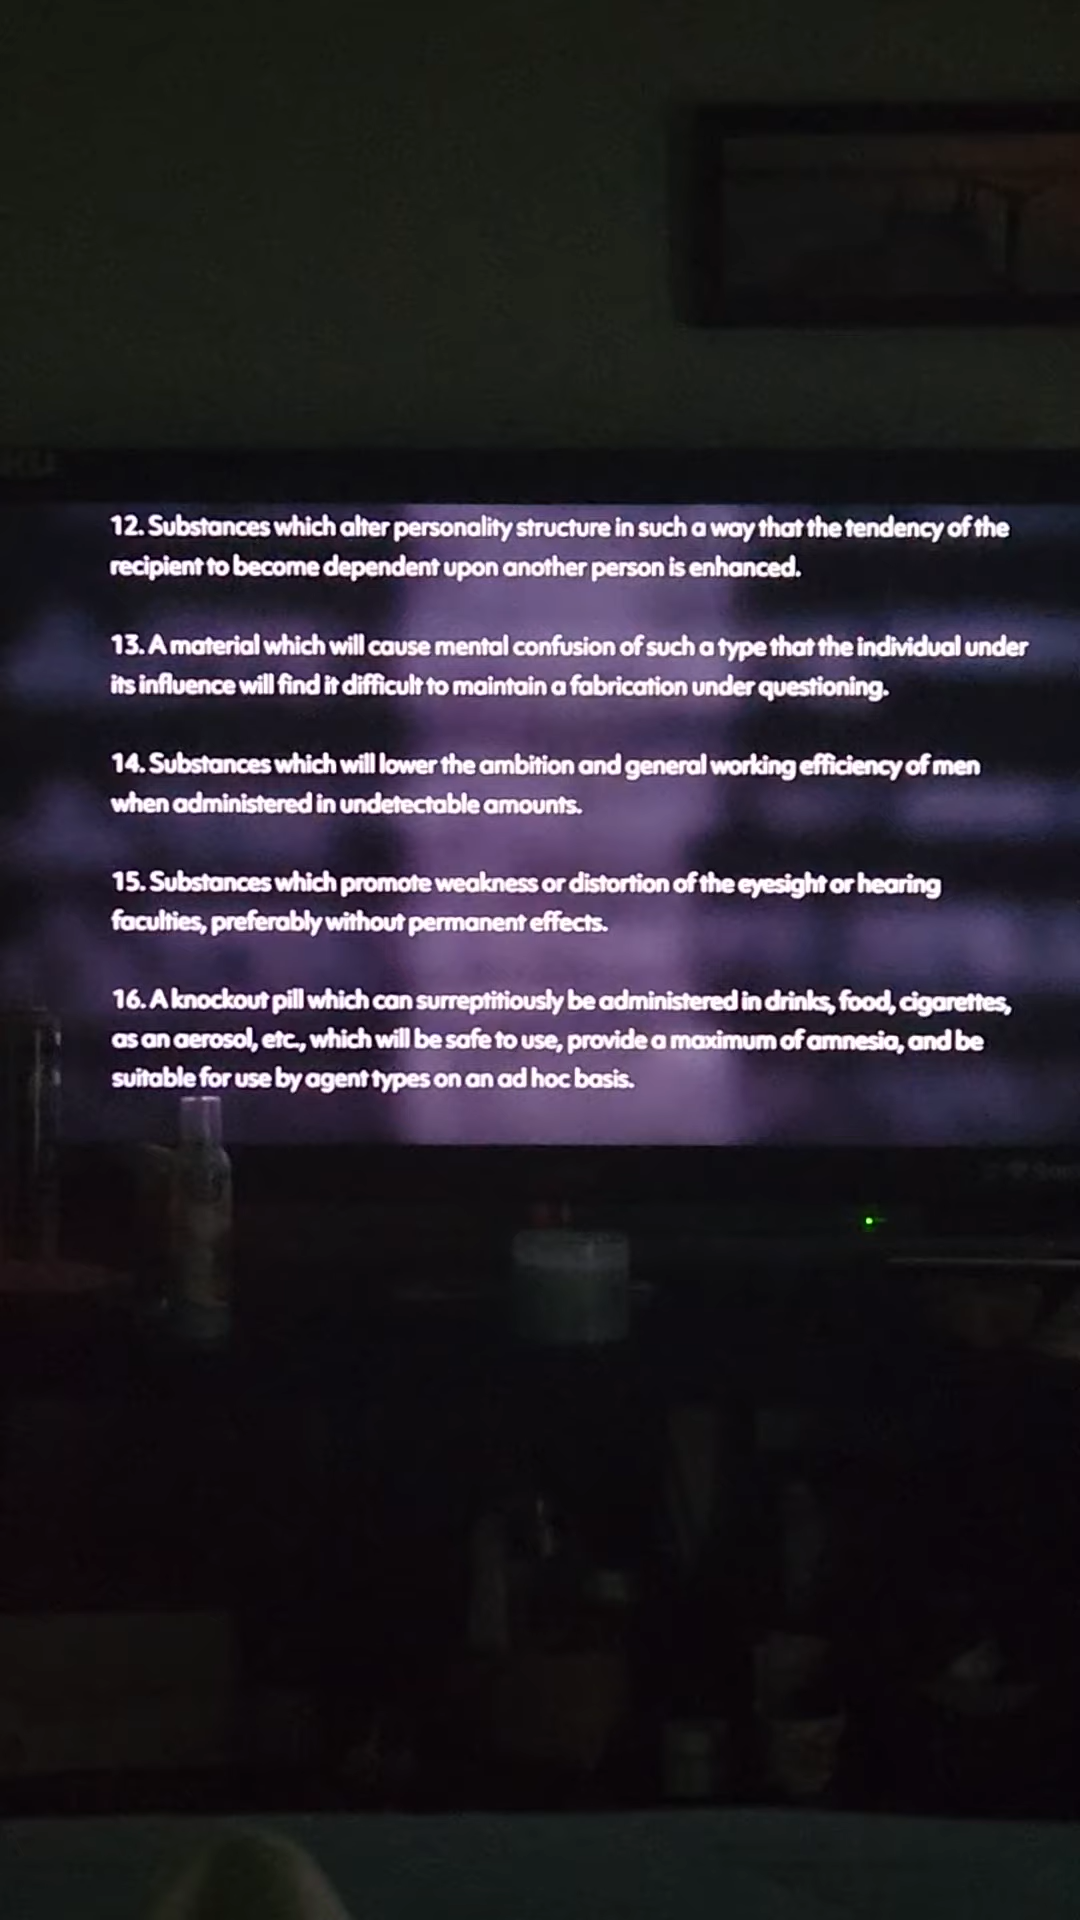 12. Substances which alter personality structure in such a way that the tendency of the
recipient to become dependent upon another person is enhanced.
13. A material which will cause mental confusion of such a type that the individual under
its influence will find it difficult to maintain a fabrication under questioning.
14. Substances which will lower the ambition and general working efficiency of men
when administered in undetectable amounts.
15. Substances which promote weakness or distortion of the eyesight or hearing
faculties, preferably without permanent effects.
16. A knockout pill which can surreptitiously be administered in drinks, food, cigarettes,
as an aerosol, etc., which will be safe to use, provide a maximum of amnesia, and be
suitable for use by agent types on an ad hoc basis.